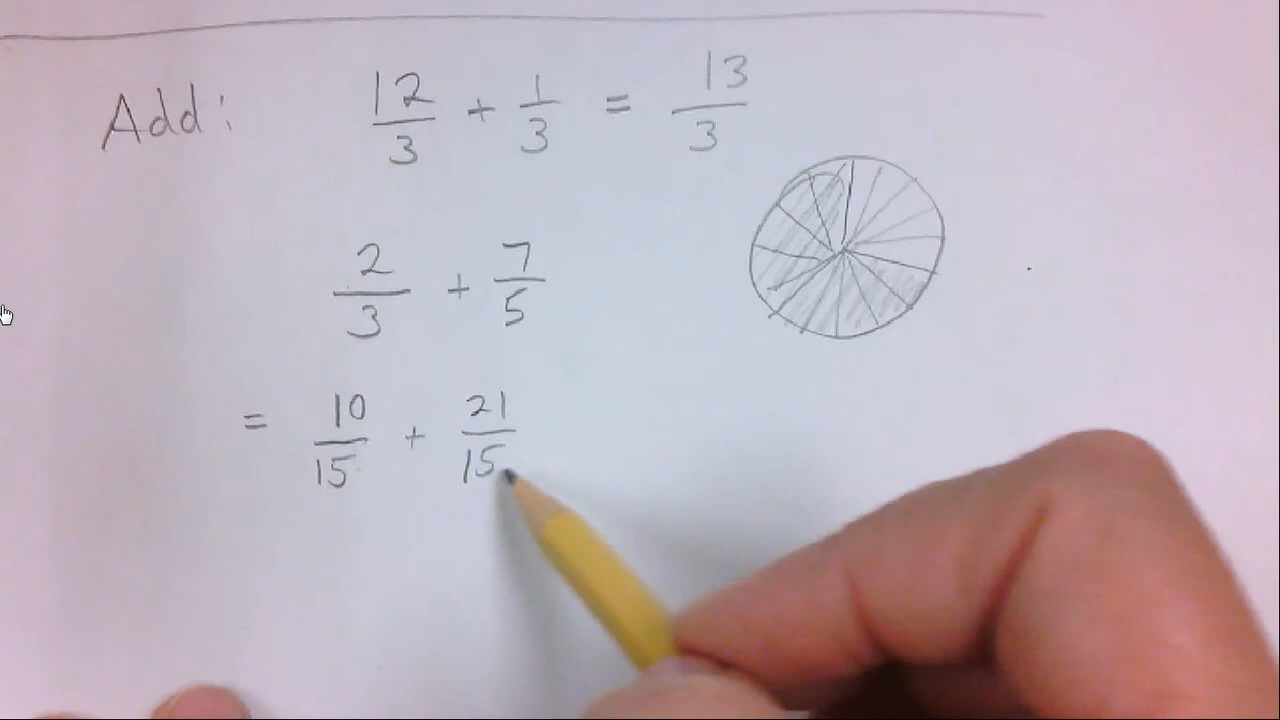 Add: 12/3 + 1/3 = 13/3
2/3 + 7/5
= 10/15 + 21/15